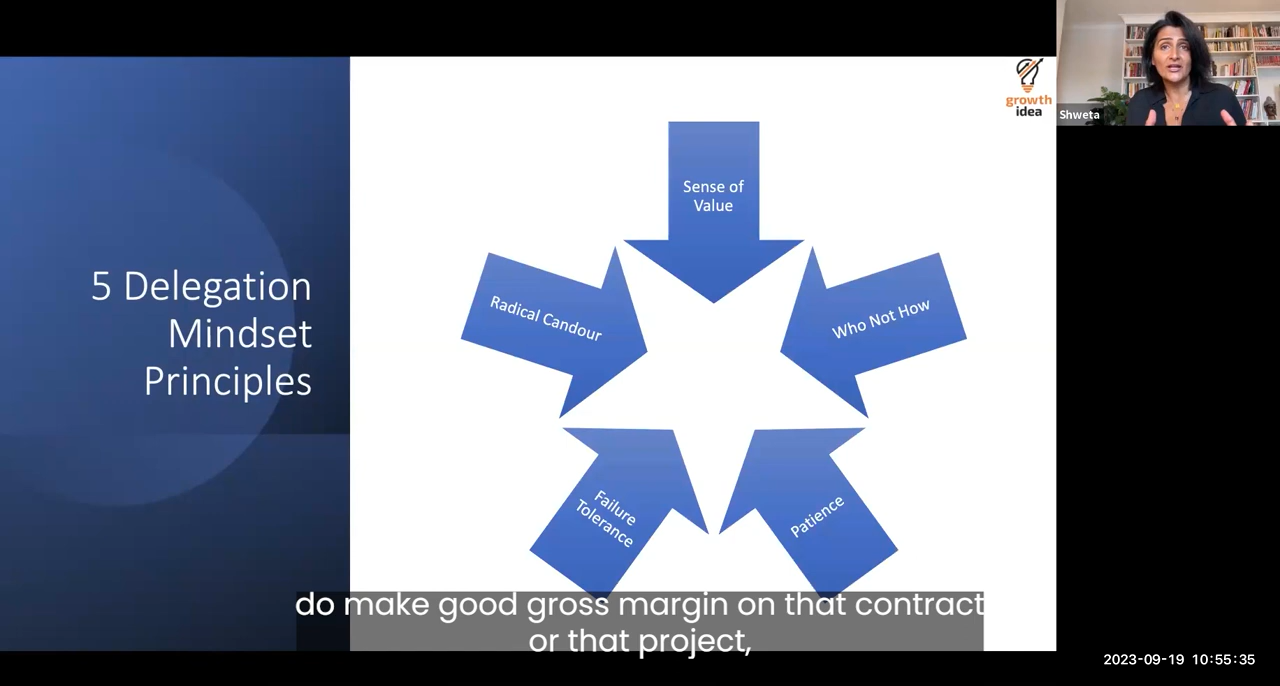 growth
idea
Shweta
5 Delegation
Mindset
Principles
Sense of
Value
Radical Candour
Who Not How
Failure
Tolerance
Patience
do make good gross margin on that contract
or that project,
2023-09-19 10:55:35